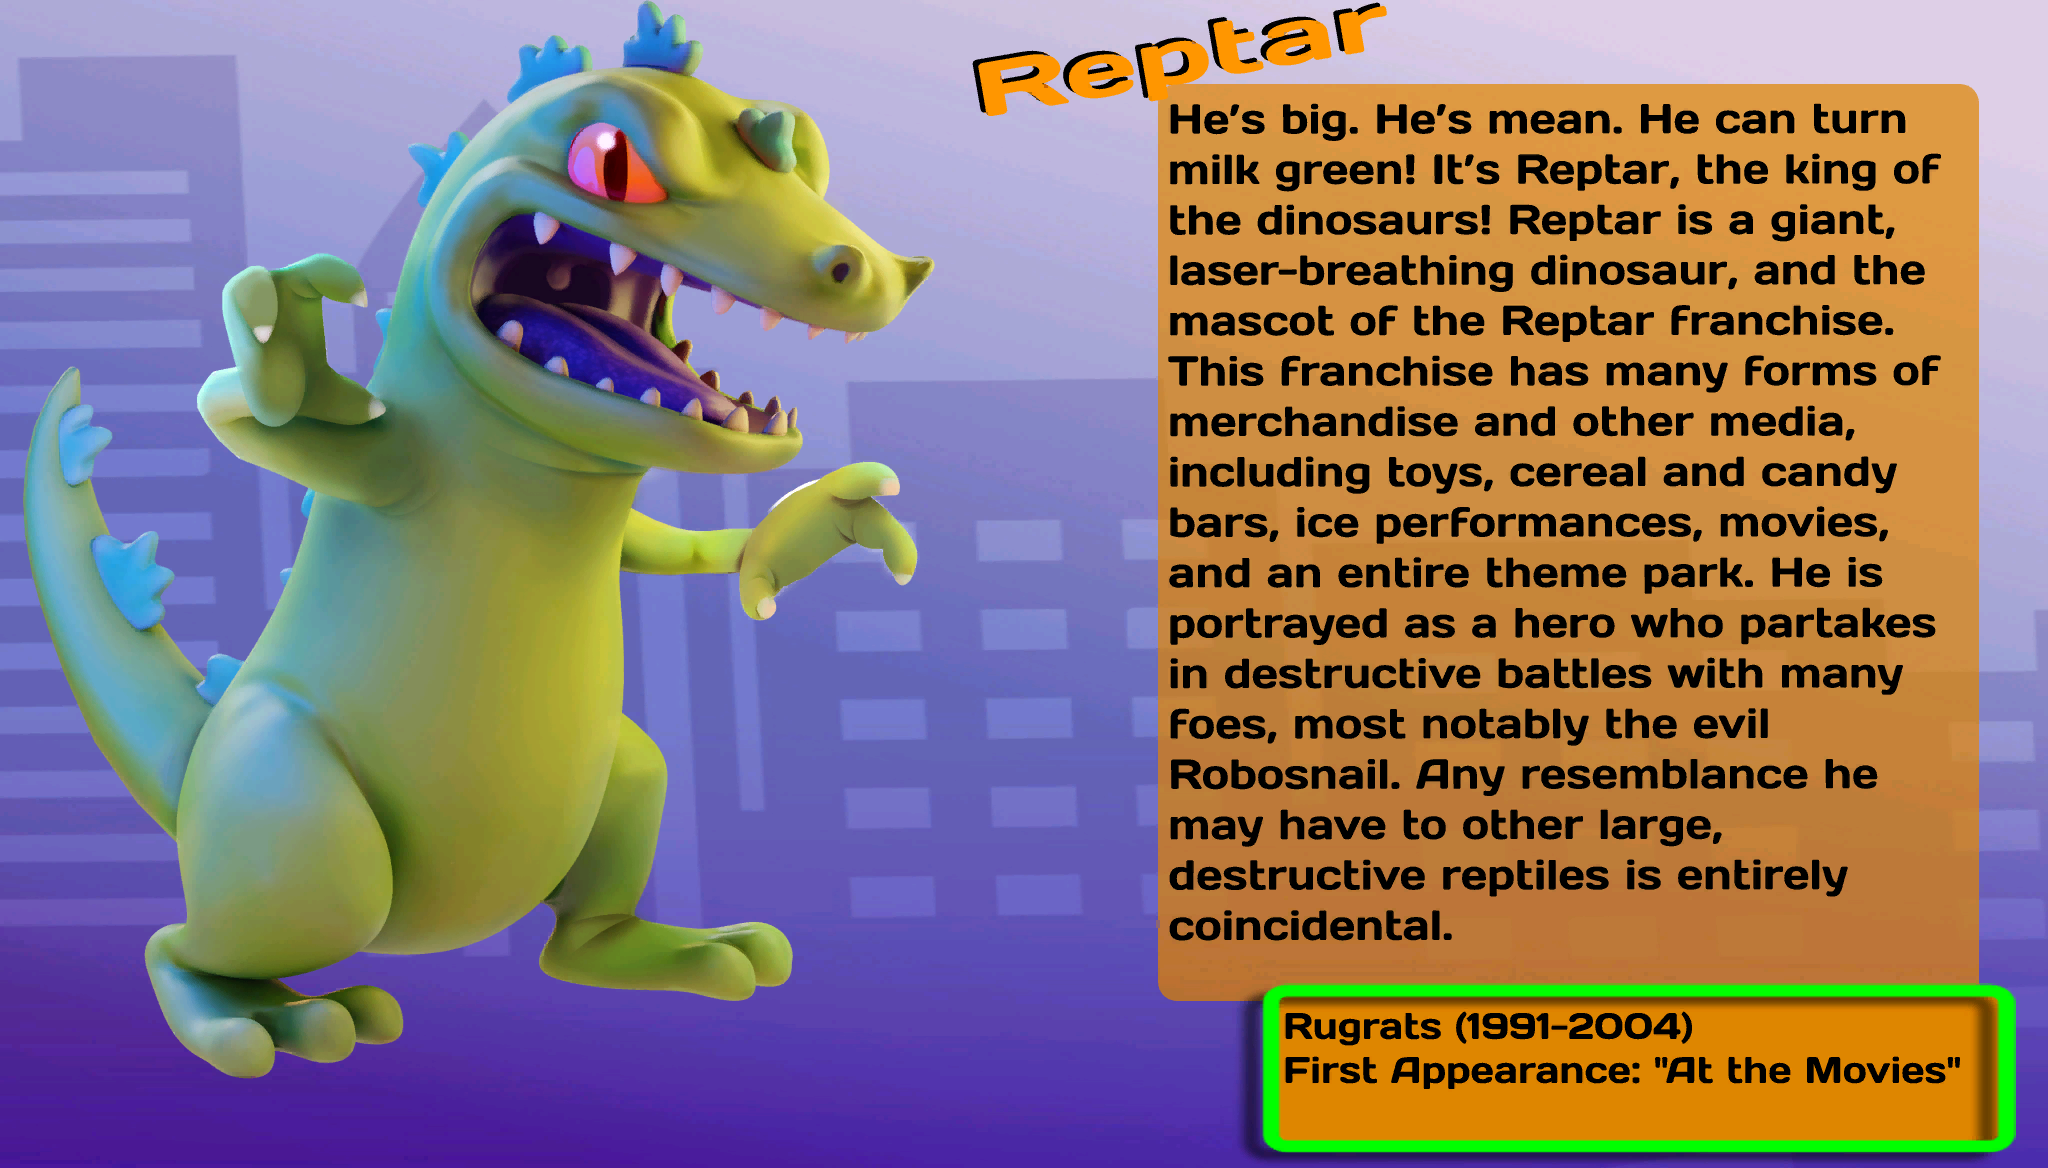 Reptar
He's big. He's mean. He can turn
milk green! It's Reptar, the king of
the dinosaurs! Reptar is a giant,
laser-breathing dinosaur, and the
mascot of the Reptar franchise.
This franchise has many forms of
merchandise and other media,
including toys, cereal and candy
bars, ice performances, movies,
and an entire theme park. He is
portrayed as a hero who partakes
in destructive battles with many
foes, most notably the evil
Robosnail. Any resemblance he
may have to other large,
destructive reptiles is entirely
coincidental.
Rugrats (1991-2004)
First Appearance: "At the Movies"